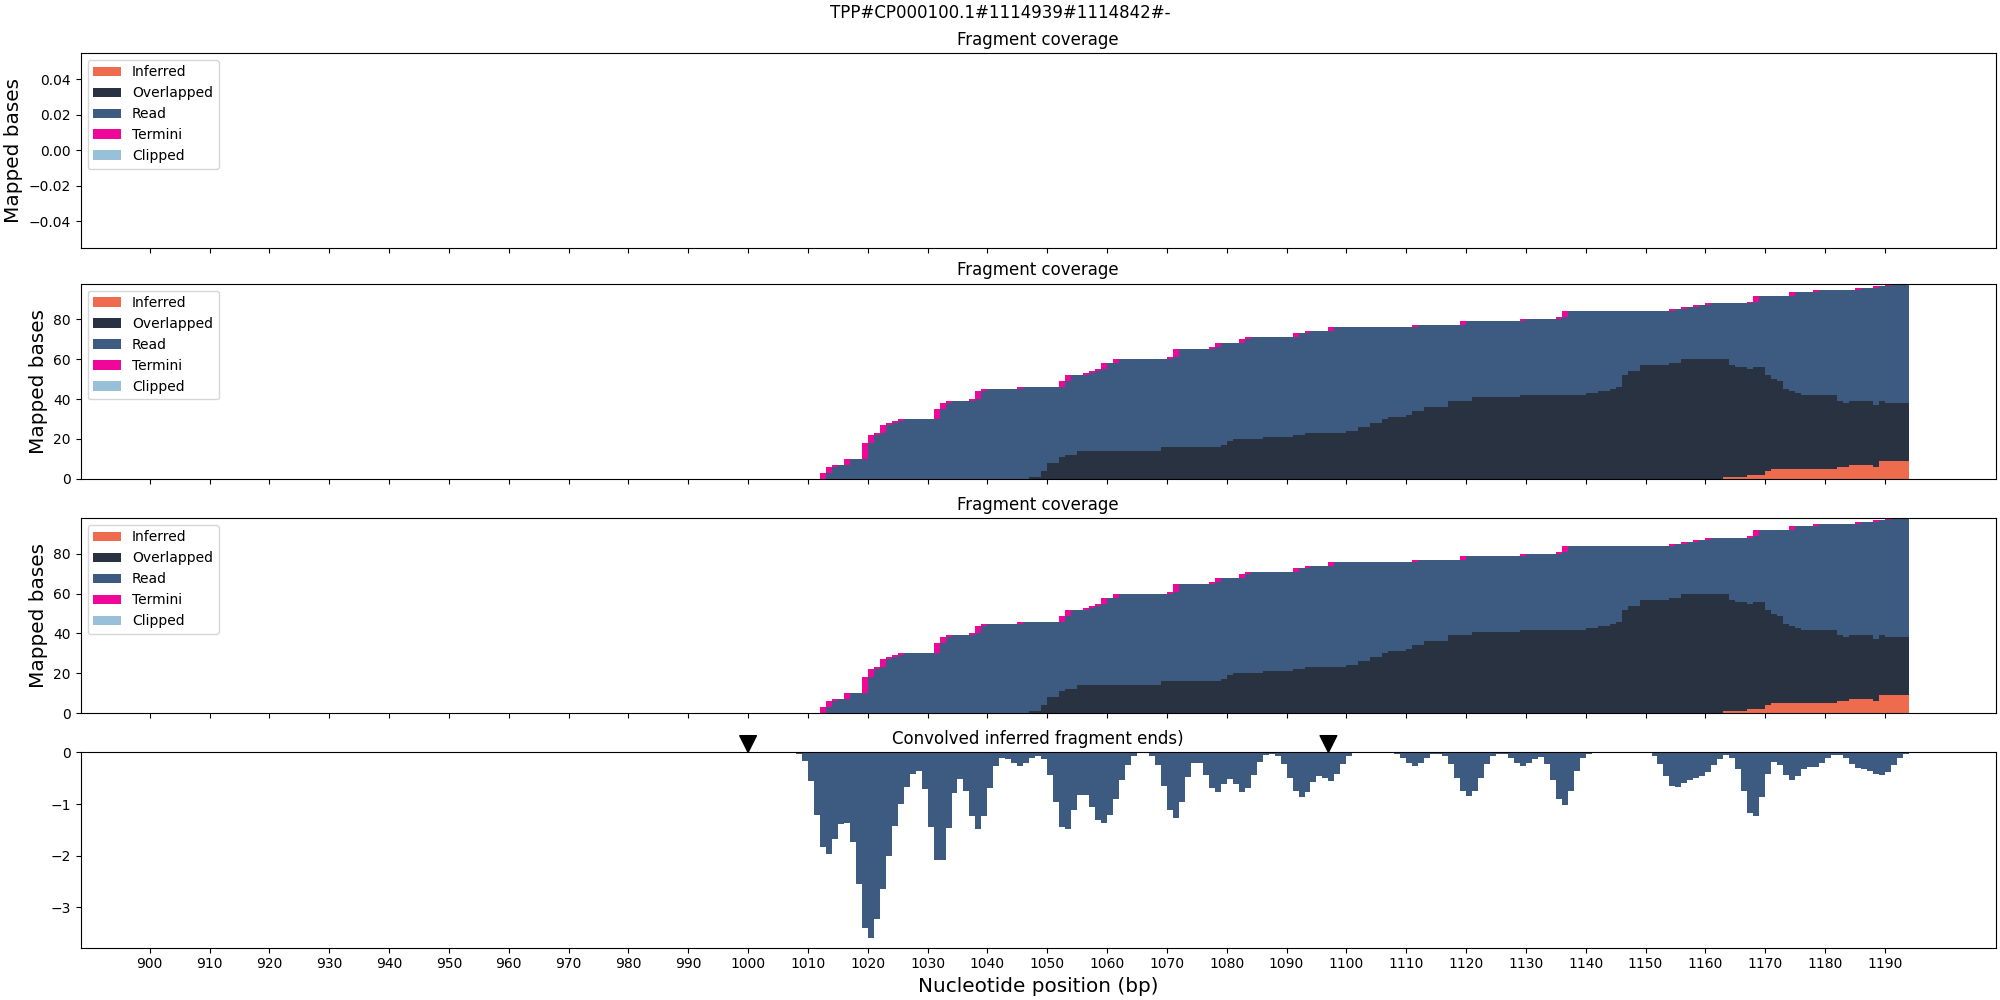 TPP#CP000100.1#1114939#1114842#-
Fragment coverage
Mapped bases
0.04
0.02
0.00
−0.02
−0.04
Inferred
Overlapped
Read
Termini
Clipped
Fragment coverage
Mapped bases
80
60
40
20
0
Inferred
Overlapped
Read
Termini
Clipped
Fragment coverage
Mapped bases
80
60
40
20
0
Inferred
Overlapped
Read
Termini
Clipped
Convolved inferred fragment ends)
0
−1
−2
−3
900 910 920 930 940 950 960 970 980 990 1000 1010 1020 1030 1040 1050 1060 1070 1080 1090 1100 1110 1120 1130 1140 1150 1160 1170 1180 1190
Nucleotide position (bp)